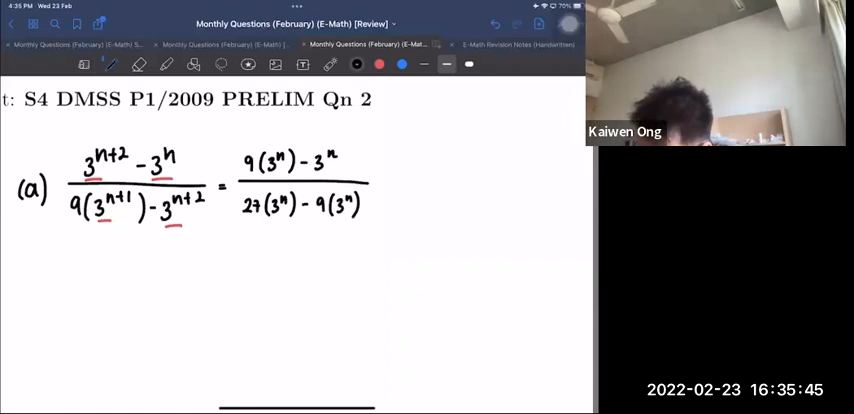 4:35 PM Wed 23 Feb
70%
Monthly Questions (February) (E-Math) [Review]
Monthly Questions (February) (E-Math) S...
Monthly Questions (February) (E-Math) [...
Monthly Questions (February) (E-Mat...
E-Math Revision Notes (Handwritten)
t: S4 DMSS P1/2009 PRELIM Qn 2
(a) \frac{3^{n+2} - 3^n}{9(3^{n+1}) - 3^{n+2}} = \frac{9(3^n) - 3^n}{27(3^n) - 9(3^n)}
Kaiwen Ong
2022-02-23 16:35:45